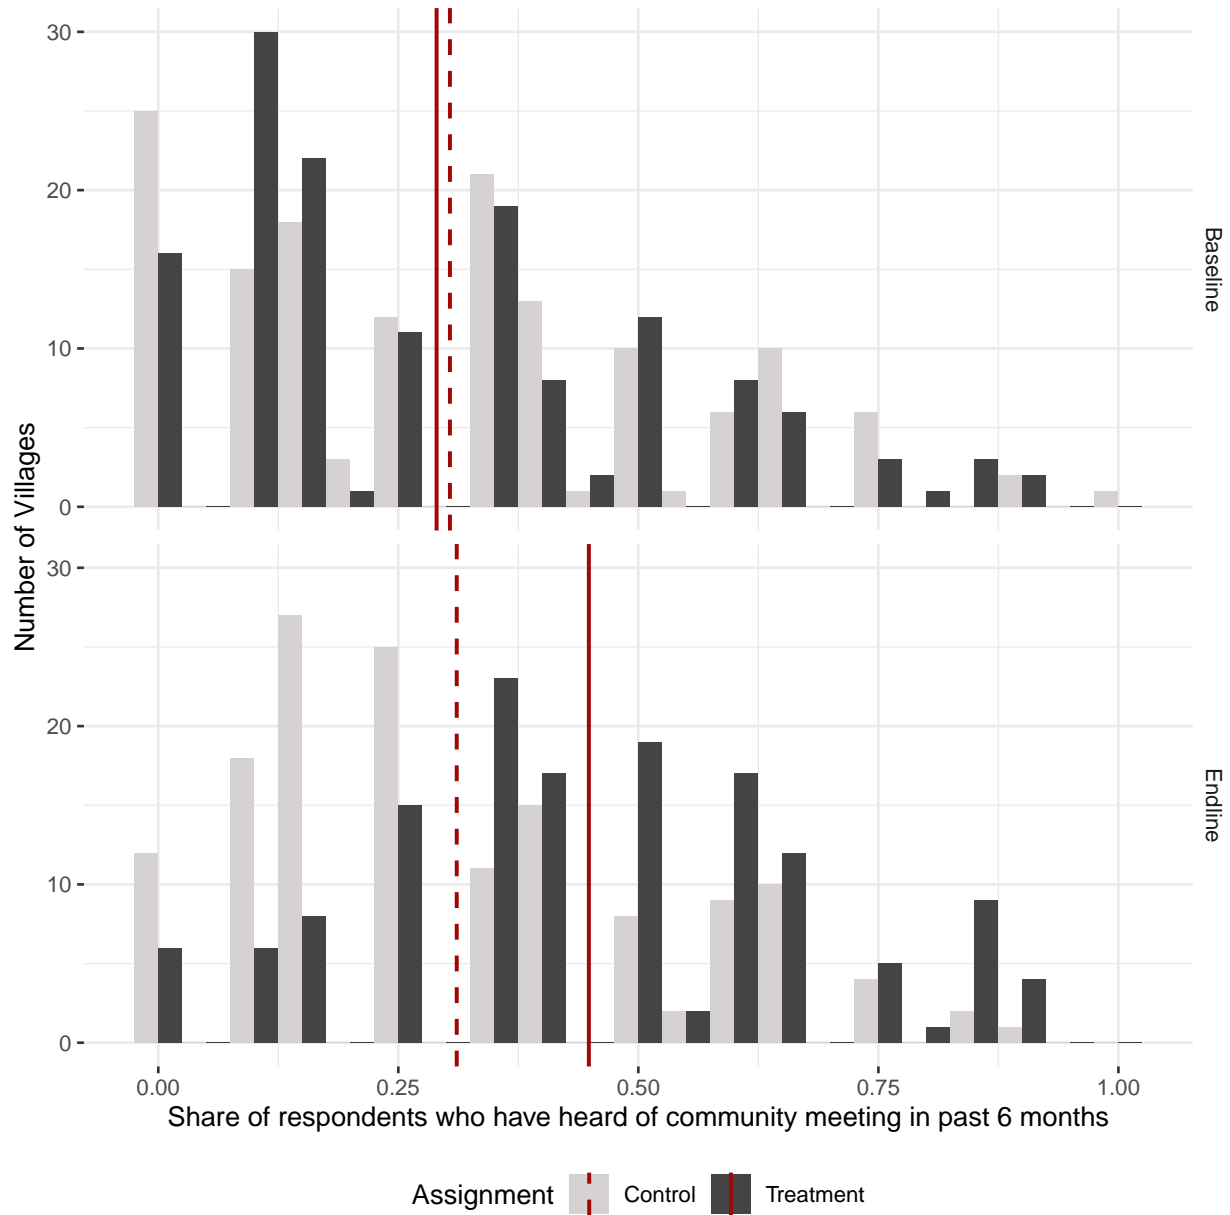 30
20
10
0
Baseline
Number of Villages
30
20
10
0
Endline
0.00 0.25 0.50 0.75 1.00
Share of respondents who have heard of community meeting in past 6 months
Assignment Control Treatment